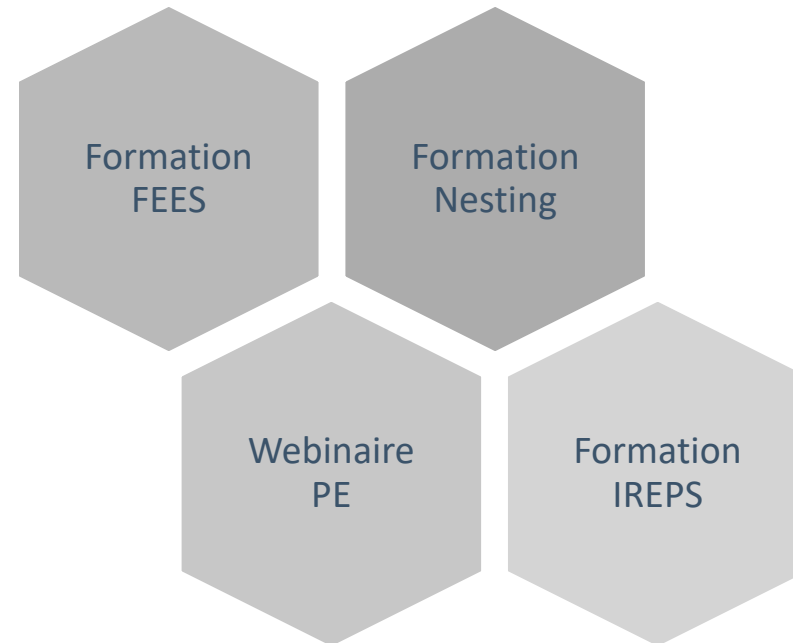 Formation
FEES
Formation
Nesting
Webinaire
PE
Formation
IREPS